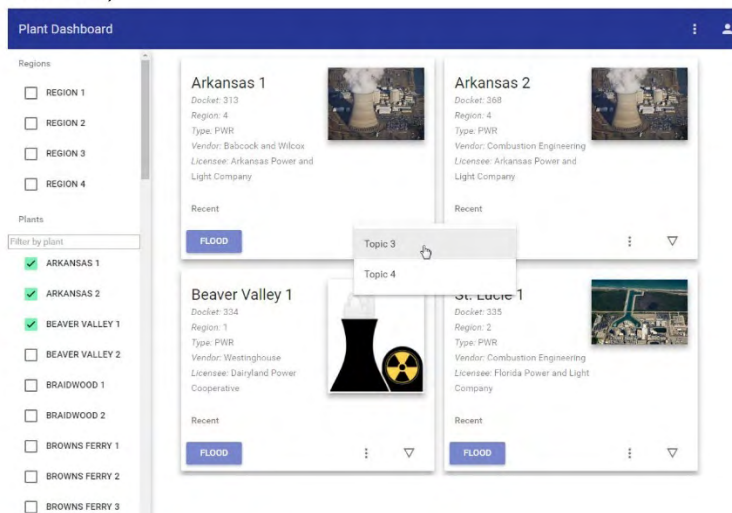 Plant Dashboard
Regions
REGION 1
REGION 2
REGION 3
REGION 4
Plants
Filter by plant
ARKANSAS 1
ARKANSAS 2
BEAVER VALLEY 1
BEAVER VALLEY 2
BRAIDWOOD 1
BRAIDWOOD 2
BROWNS FERRY 1
BROWNS FERRY 2
BROWNS FERRY 3
Arkansas 1
Docket: 313
Region: 4
Type: PWR
Vendor: Babcock and Wilcox
Licensee: Arkansas Power and
Light Company
Recent
FLOOD
Arkansas 2
Docket: 368
Region: 4
Type: PWR
Vendor: Combustion Engineering
Licensee: Arkansas Power and
Light Company
Recent
Topic 3
Topic 4
Beaver Valley 1
Docket: 334
Region: 1
Type: PWR
Vendor: Westinghouse
Licensee: Dairyland Power
Cooperative
Recent
FLOOD
St. Lucie 1
Docket: 335
Region: 2
Type: PWR
Vendor: Combustion Engineering
Licensee: Florida Power and Light
Company
Recent
FLOOD